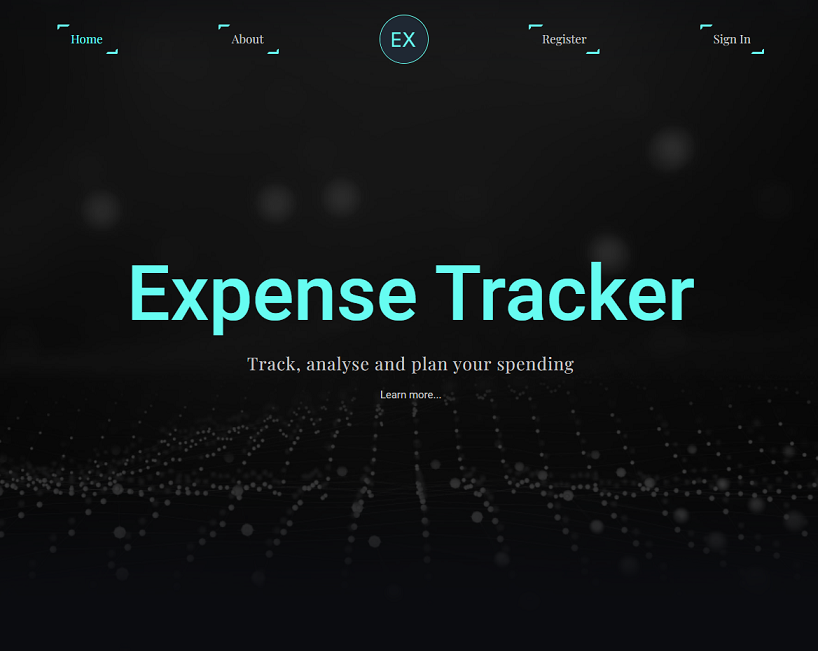 Home About EX Register Sign In
Expense Tracker
Track, analyse and plan your spending
Learn more...